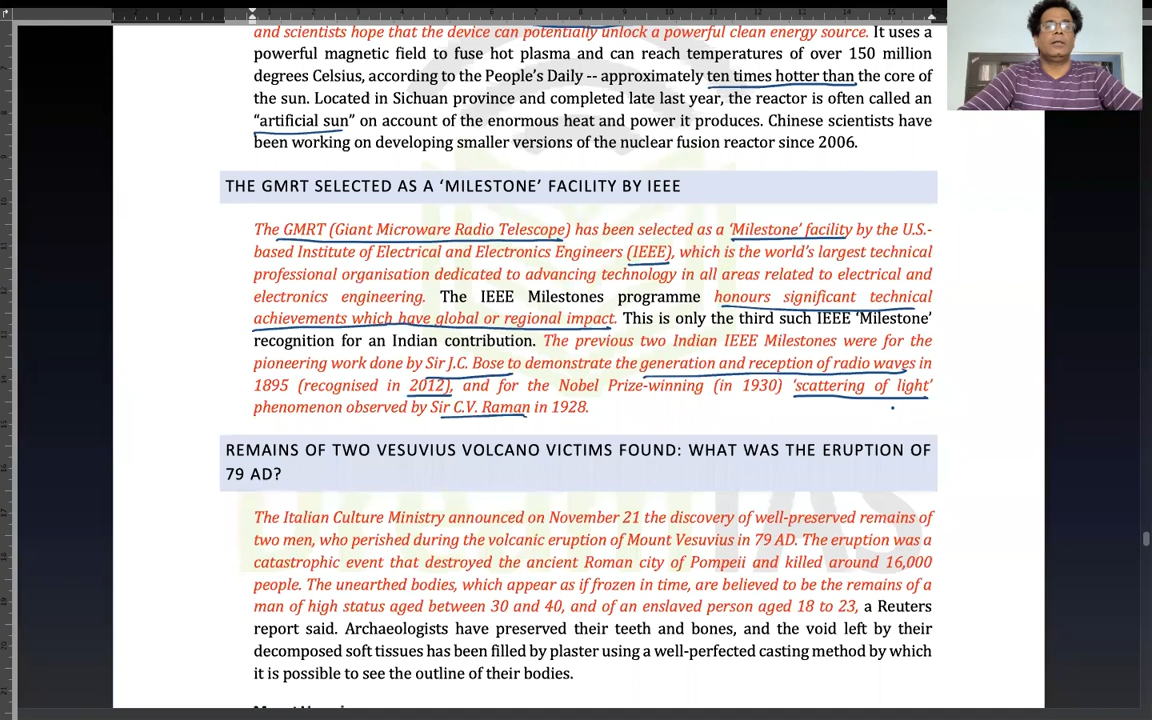 and scientists hope that the device can potentially unlock a powerful clean energy source. It uses a
powerful magnetic field to fuse hot plasma and can reach temperatures of over 150 million
degrees Celsius, according to the People's Daily -- approximately ten times hotter than the core of
the sun. Located in Sichuan province and completed late last year, the reactor is often called an
“artificial sun” on account of the enormous heat and power it produces. Chinese scientists have
been working on developing smaller versions of the nuclear fusion reactor since 2006.
THE GMRT SELECTED AS A ‘MILESTONE’ FACILITY BY IEEE
The GMRT (Giant Microware Radio Telescope) has been selected as a ‘Milestone’ facility by the U.S.-
based Institute of Electrical and Electronics Engineers (IEEE), which is the world's largest technical
professional organisation dedicated to advancing technology in all areas related to electrical and
electronics engineering. The IEEE Milestones programme honours significant technical
achievements which have global or regional impact. This is only the third such IEEE ‘Milestone’
recognition for an Indian contribution. The previous two Indian IEEE Milestones were for the
pioneering work done by Sir J.C. Bose to demonstrate the generation and reception of radio waves in
1895 (recognised in 2012), and for the Nobel Prize-winning (in 1930) ‘scattering of light’
phenomenon observed by Sir C.V. Raman in 1928.
REMAINS OF TWO VESUVIUS VOLCANO VICTIMS FOUND: WHAT WAS THE ERUPTION OF
79 AD?
The Italian Culture Ministry announced on November 21 the discovery of well-preserved remains of
two men, who perished during the volcanic eruption of Mount Vesuvius in 79 AD. The eruption was a
catastrophic event that destroyed the ancient Roman city of Pompeii and killed around 16,000
people. The unearthed bodies, which appear as if frozen in time, are believed to be the remains of a
man of high status aged between 30 and 40, and of an enslaved person aged 18 to 23, a Reuters
report said. Archaeologists have preserved their teeth and bones, and the void left by their
decomposed soft tissues has been filled by plaster using a well-perfected casting method by which
it is possible to see the outline of their bodies.